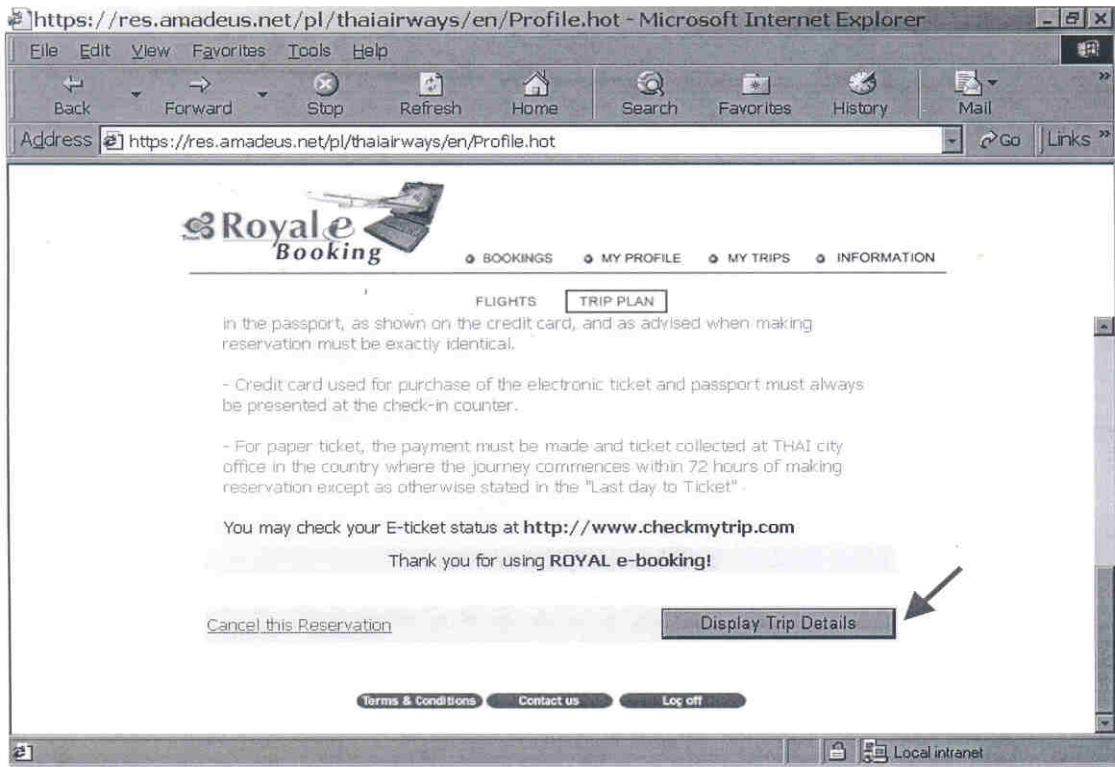 https://res.amadeus.net/pl/thaiairways/en/Profile.hot - Microsoft Internet Explorer
File Edit View Favorites Tools Help
Back Forward Stop Refresh Home Search Favorites History Mail
Address https://res.amadeus.net/pl/thaiairways/en/Profile.hot Go Links
Royal e
Booking
BOOKINGS MY PROFILE MY TRIPS INFORMATION
FLIGHTS TRIP PLAN
in the passport, as shown on the credit card, and as advised when making
reservation must be exactly identical.
- Credit card used for purchase of the electronic ticket and passport must always
be presented at the check-in counter.
- For paper ticket, the payment must be made and ticket collected at THAI city
office in the country where the journey commences within 72 hours of making
reservation except as otherwise stated in the "Last day to Ticket" .
You may check your E-ticket status at http://www.checkmytrip.com
Thank you for using ROYAL e-booking!
Cancel this Reservation Display Trip Details
Terms & Conditions Contact us Log off
Local intranet